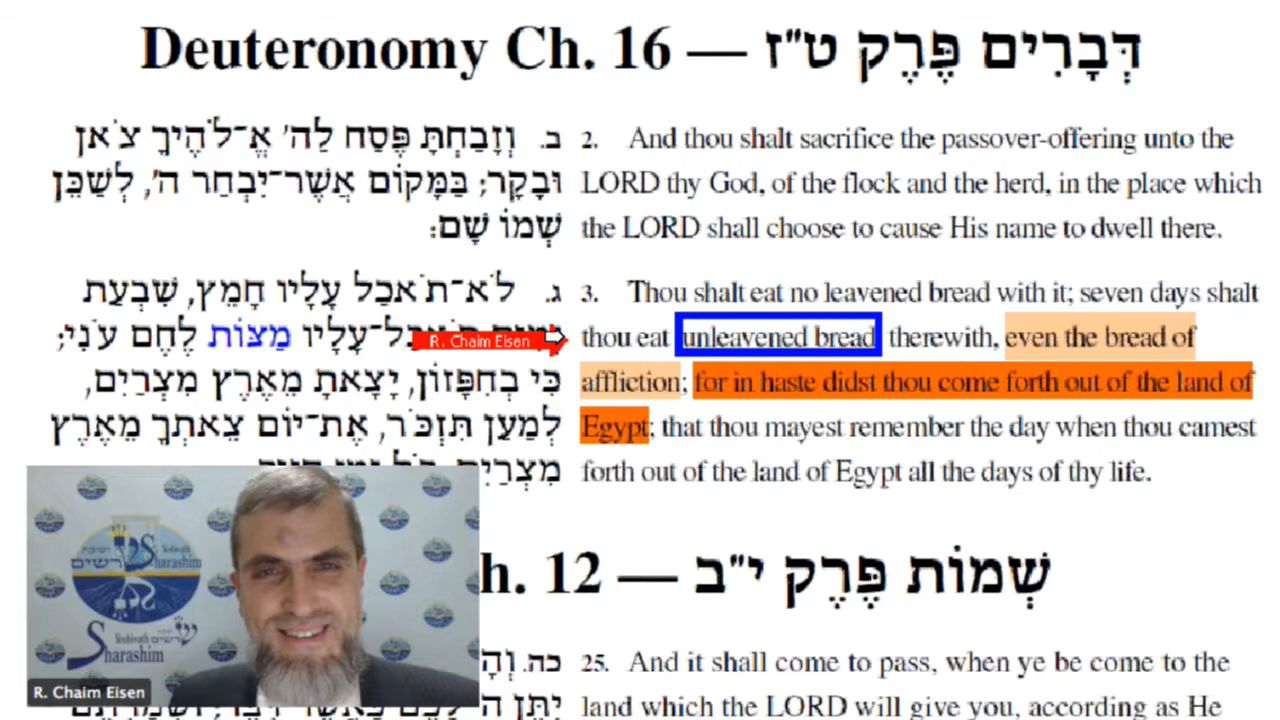 Deuteronomy Ch. 16 — דְּבָרִים פֶּרֶק ט"ז
ב. וְזָבַחְתָּ פֶּסַח לַה' אֱ־לֹהֶיךָ צֹאן
וּבָקָר; בַּמָּקוֹם אֲשֶׁר־יִבְחַר ה', לְשַׁכֵּן
שְׁמוֹ שָׁם:
2. And thou shalt sacrifice the passover-offering unto the
LORD thy God, of the flock and the herd, in the place which
the LORD shall choose to cause His name to dwell there.
ג. לֹא־תֹאכַל עָלָיו חָמֵץ, שִׁבְעַת
עָלָיו מַצּוֹת לֶחֶם עֹנִי;
כִּי בְחִפָּזוֹן, יָצָאתָ מֵאֶרֶץ מִצְרַיִם,
לְמַעַן תִּזְכֹּר, אֶת־יוֹם צֵאתְךָ מֵאֶרֶץ
R. Chaim Eisen
3. Thou shalt eat no leavened bread with it; seven days shalt
thou eat unleavened bread therewith, even the bread of
affliction; for in haste didst thou come forth out of the land of
Egypt; that thou mayest remember the day when thou camest
forth out of the land of Egypt all the days of thy life.
h. 12 — שְׁמוֹת פֶּרֶק י"ב
כה.
25. And it shall come to pass, when ye be come to the
land which the LORD will give you, according as He
Yeshivath
Sharashim
שרשים
Yeshivath
Sharashim
R. Chaim Eisen